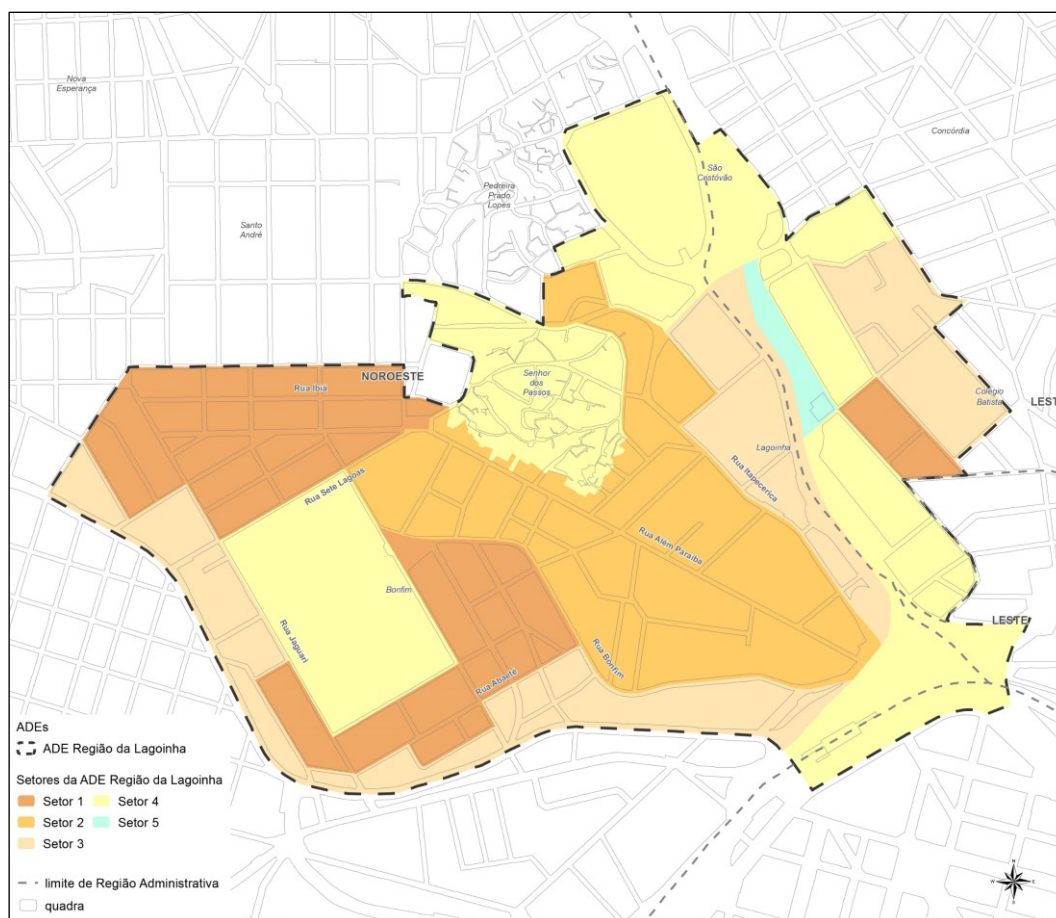 Nova
Esperança
Concórdia
São
Cristóvão
Pedreira
Prado
Lopes
Santo
André
NOROESTE
Rua Ibiá
Senhor
dos
Passos
Colégio
Batista
LEST
Lagoinha
Rua Itapecerica
Rua Sete Lagoas
Rua Além Paraíba
Bonfim
LESTE
Rua Jaguari
Rua Bonfim
Rua Abaeté
ADEs
ADE Região da Lagoinha
Setores da ADE Região da Lagoinha
Setor 1 Setor 4
Setor 2 Setor 5
Setor 3
limite de Região Administrativa
quadra
N
W E
S